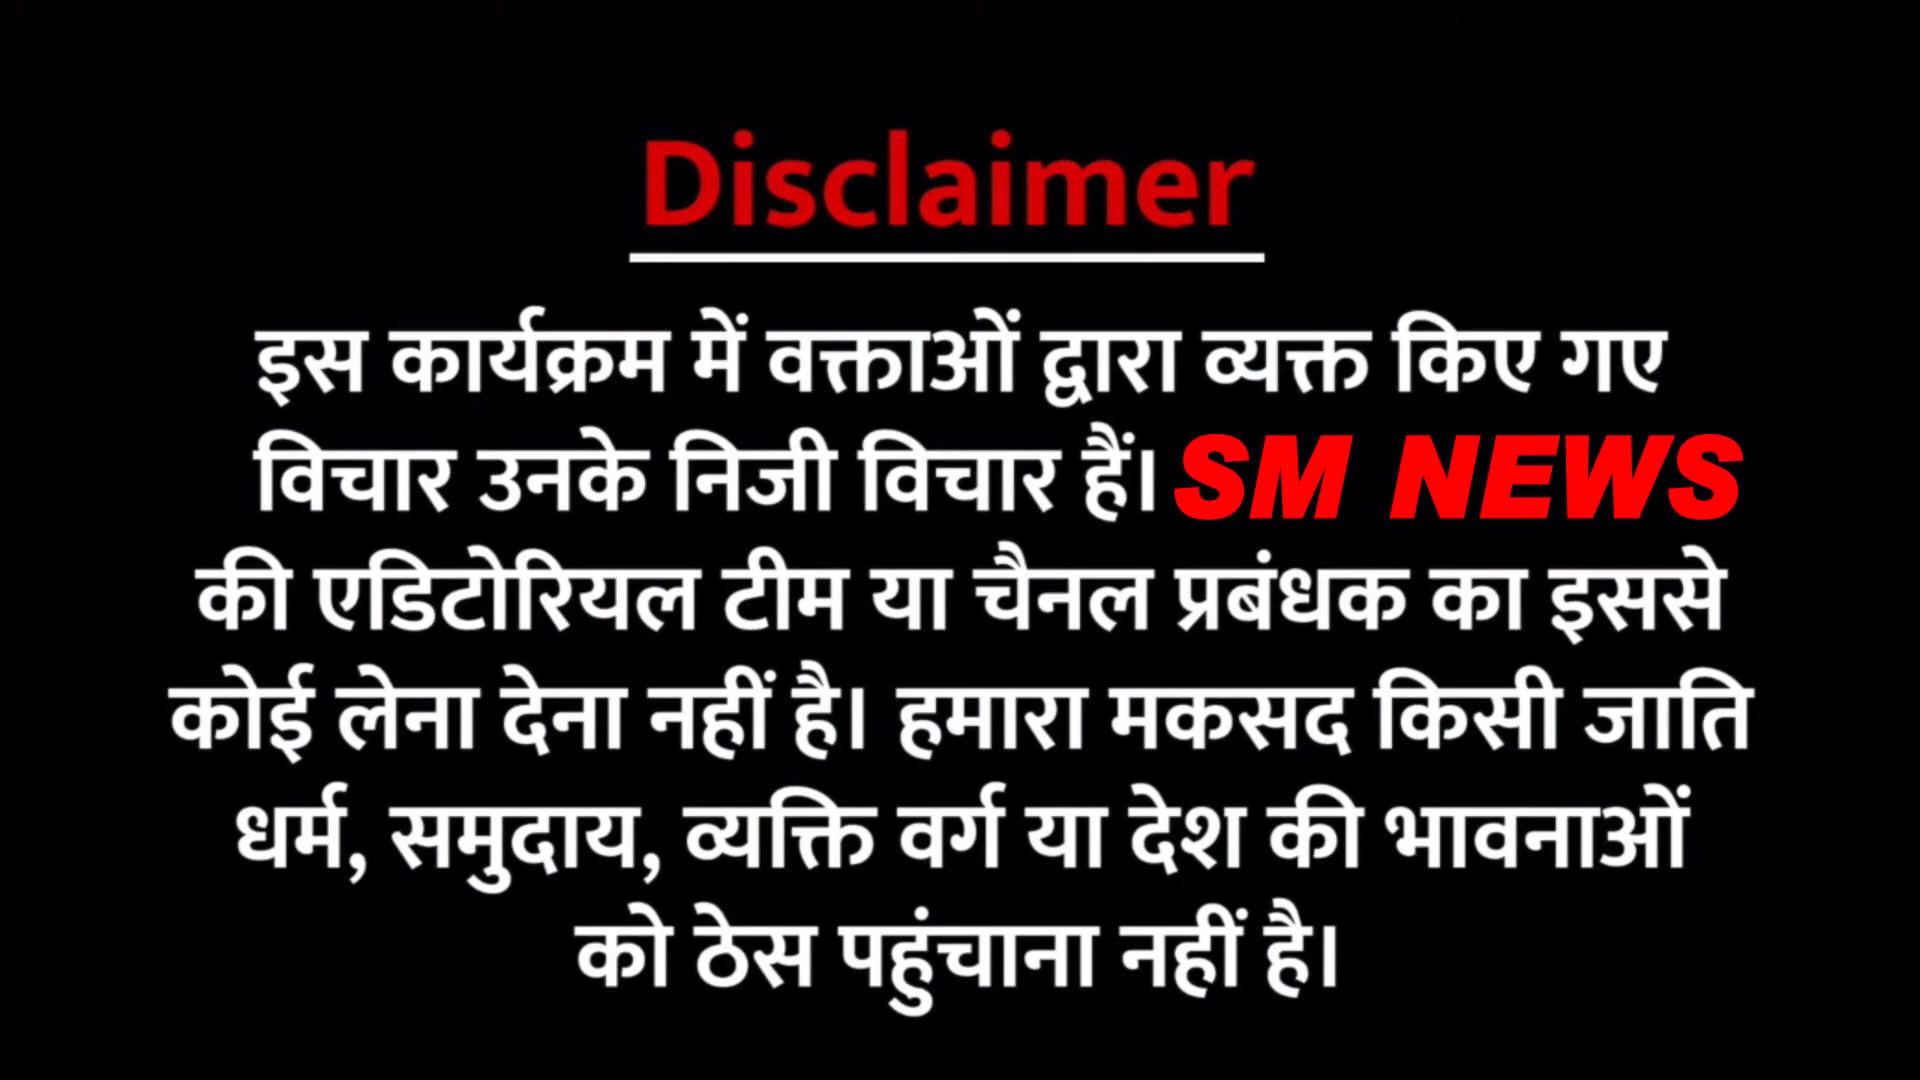 Disclaimer
इस कार्यक्रम में वक्ताओं द्वारा व्यक्त किए गए
विचार उनके निजी विचार हैं। SM NEWS
की एडिटोरियल टीम या चैनल प्रबंधक का इससे
कोई लेना देना नहीं है। हमारा मकसद किसी जाति
धर्म, समुदाय, व्यक्ति वर्ग या देश की भावनाओं
को ठेस पहुंचाना नहीं है।